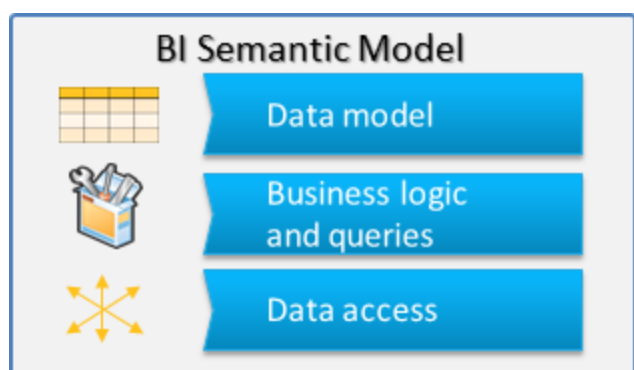 BI Semantic Model
Data model
Business logic
and queries
Data access